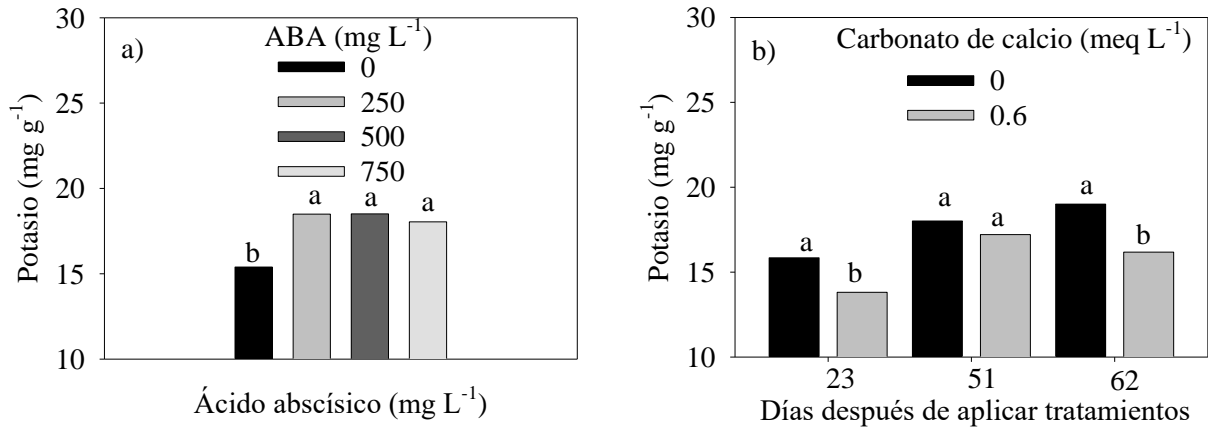 a)
ABA (mg L⁻¹)
0
250
500
750
30
25
20
15
10
Potasio (mg g⁻¹)
b
a
a
a
Ácido abscísico (mg L⁻¹)
b)
Carbonato de calcio (meq L⁻¹)
0
0.6
30
25
20
15
10
Potasio (mg g⁻¹)
a
b
a
a
a
b
23
51
62
Días después de aplicar tratamientos